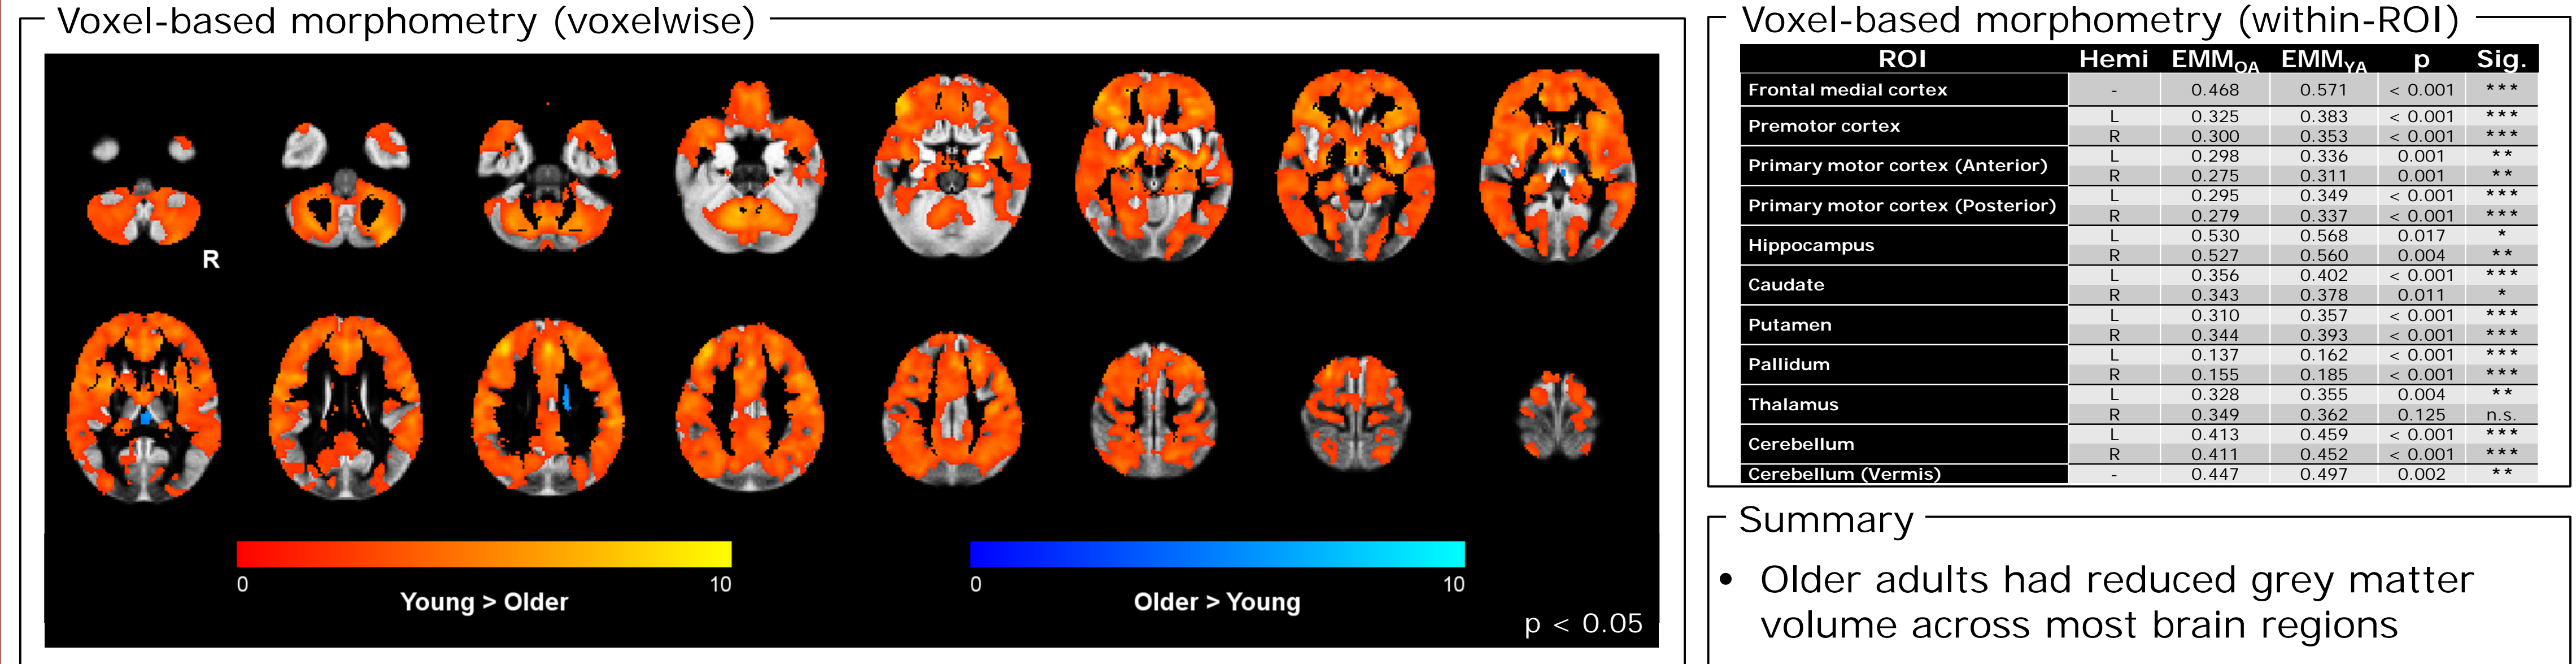 Voxel-based morphometry (voxelwise)
R
0 10
Young > Older
0 10
Older > Young
p < 0.05
Voxel-based morphometry (within-ROI)
ROI Hemi EMM_OA EMM_YA p Sig.
Frontal medial cortex - 0.468 0.571 < 0.001 ***
Premotor cortex L 0.325 0.383 < 0.001 ***
R 0.300 0.353 < 0.001 ***
Primary motor cortex (Anterior) L 0.298 0.336 0.001 **
R 0.275 0.311 0.001 **
Primary motor cortex (Posterior) L 0.295 0.349 < 0.001 ***
R 0.279 0.337 < 0.001 ***
Hippocampus L 0.530 0.568 0.017 *
R 0.527 0.560 0.004 **
Caudate L 0.356 0.402 < 0.001 ***
R 0.343 0.378 0.011 *
Putamen L 0.310 0.357 < 0.001 ***
R 0.344 0.393 < 0.001 ***
Pallidum L 0.137 0.162 < 0.001 ***
R 0.155 0.185 < 0.001 ***
Thalamus L 0.328 0.355 0.004 **
R 0.349 0.362 0.125 n.s.
Cerebellum L 0.413 0.459 < 0.001 ***
R 0.411 0.452 < 0.001 ***
Cerebellum (Vermis) - 0.447 0.497 0.002 **
Summary
• Older adults had reduced grey matter
volume across most brain regions